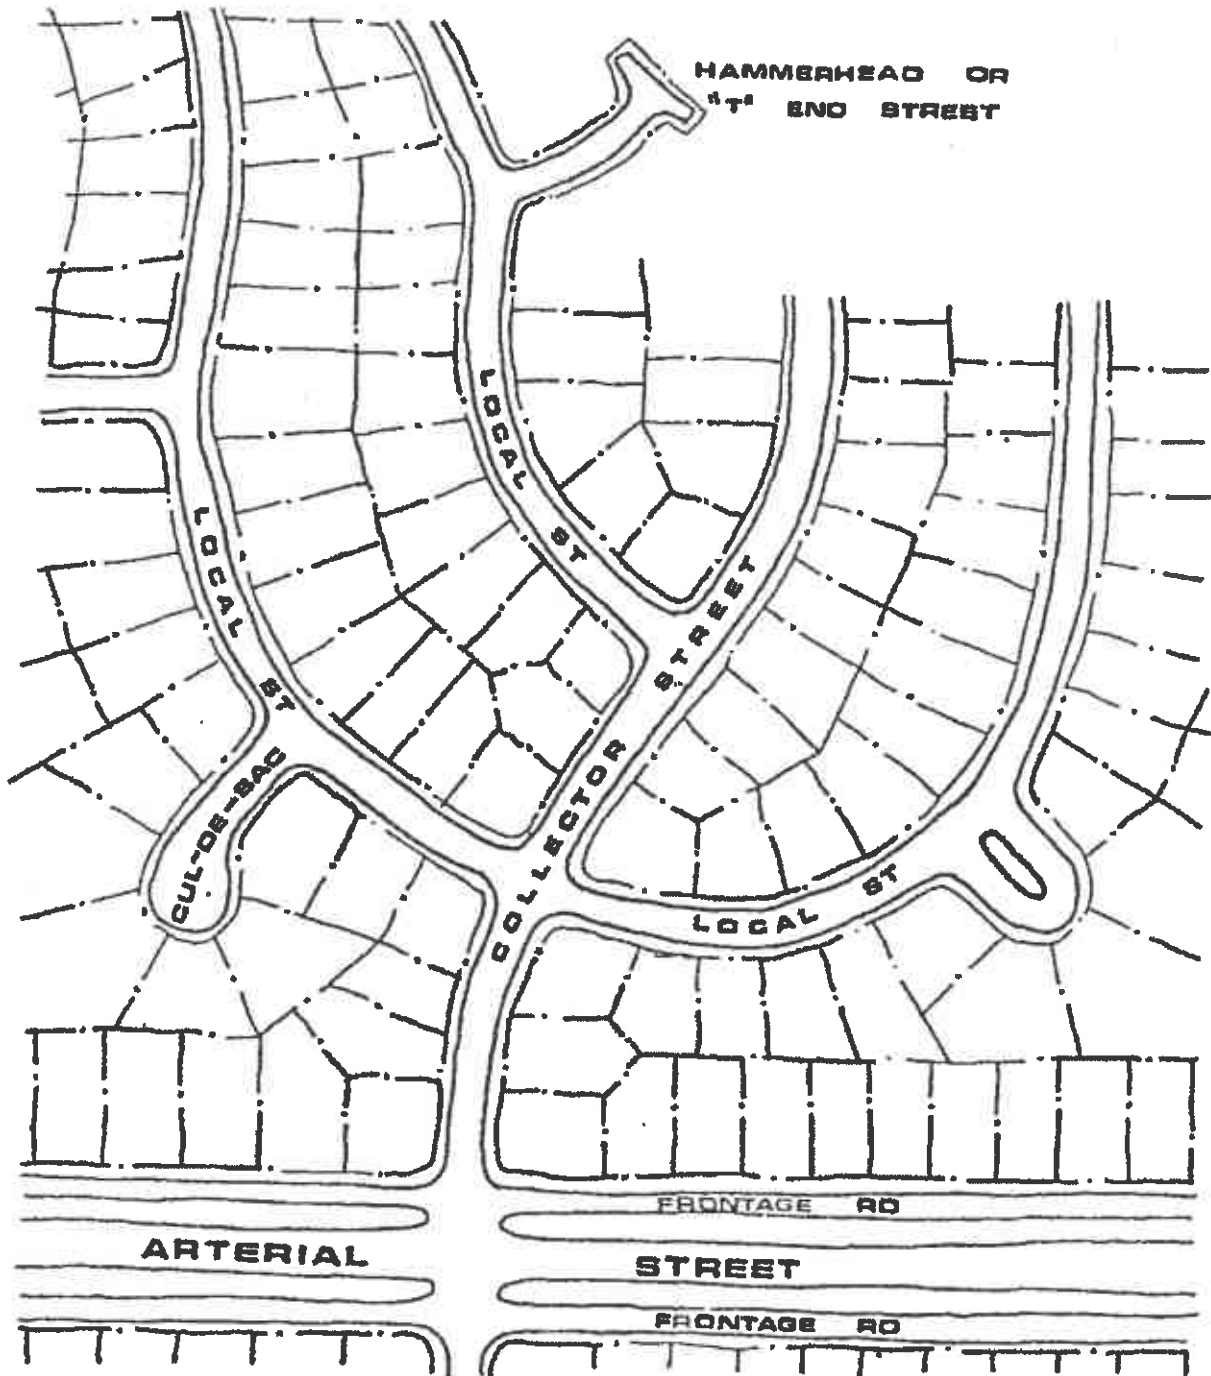 HAMMERHEAD OR
"T" END STREET
LOCAL ST
LOCAL ST
CUL-DE-SAC
COLLECTOR STREET
LOCAL ST
FRONTAGE RD
ARTERIAL STREET
FRONTAGE RD